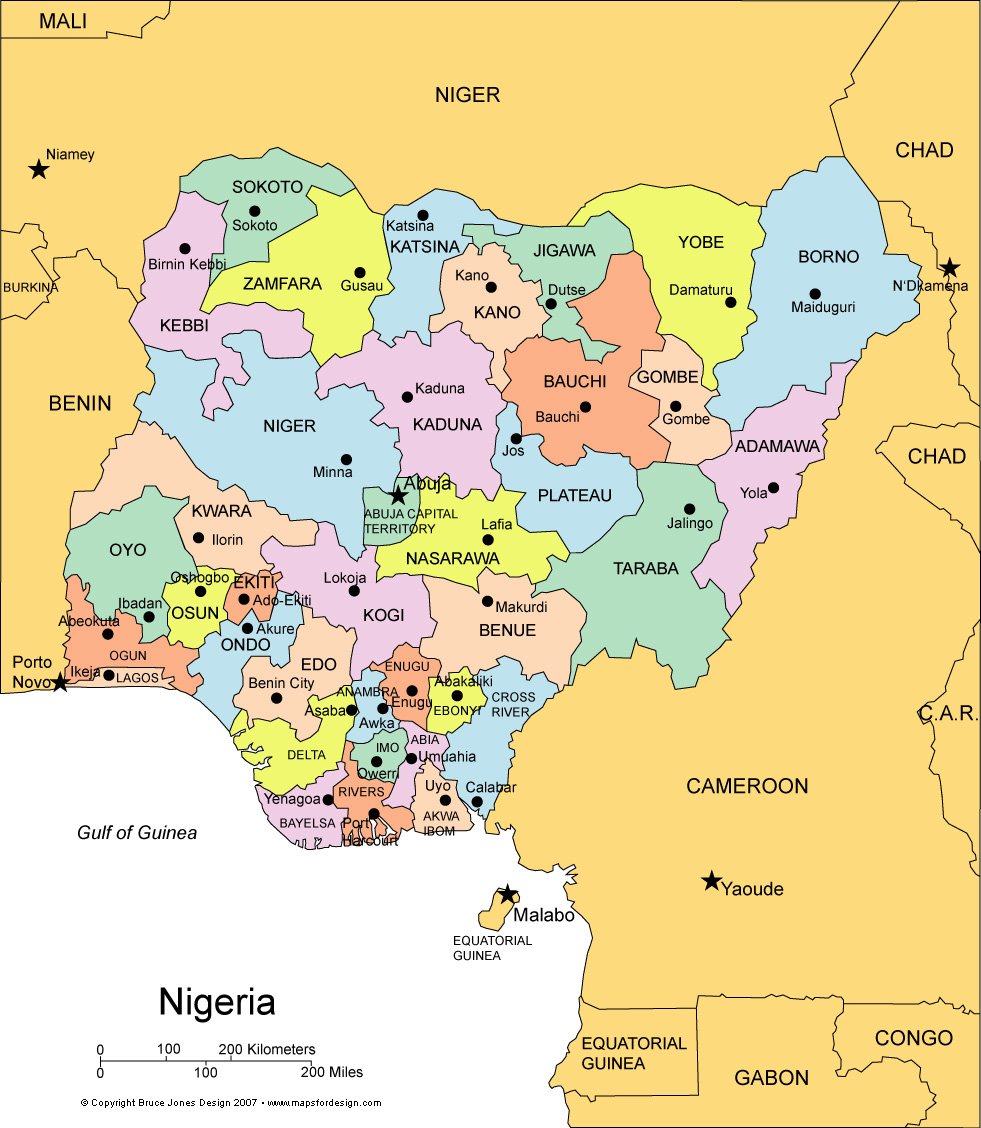 MALI
NIGER
CHAD
Niamey
SOKOTO
Sokoto
Katsina
KATSINA
JIGAWA
YOBE
BORNO
Birnin Kebbi
ZAMFARA
Gusau
Kano
KANO
Dutse
Damaturu
Maiduguri
N'Dkamena
BURKINA
KEBBI
BENIN
Kaduna
KADUNA
BAUCHI
Bauchi
GOMBE
Gombe
NIGER
Minna
Jos
ADAMAWA
CHAD
Abuja
ABUJA CAPITAL
TERRITORY
PLATEAU
Yola
KWARA
Ilorin
Lafia
NASARAWA
Jalingo
OYO
TARABA
Oshogbo
EKITI
Lokoja
Ibadan
OSUN
Ado-Ekiti
KOGI
Makurdi
BENUE
Abeokuta
Akure
ONDO
OGUN
Porto
Novo
Ikeja
LAGOS
EDO
Benin City
ENUGU
Enugu
Abakaliki
EBONYI
CROSS
RIVER
ANAMBRA
Asaba
Awka
C.A.R.
DELTA
IMO
Owerri
ABIA
Umuahia
CAMEROON
Yenagoa
BAYELSA
RIVERS
Port
Harcourt
Uyo
AKWA
IBOM
Calabar
Gulf of Guinea
Yaoude
Malabo
EQUATORIAL
GUINEA
Nigeria
0 100 200 Kilometers
0 100 200 Miles
EQUATORIAL
GUINEA
GABON
CONGO
© Copyright Bruce Jones Design 2007 • www.mapsfordesign.com